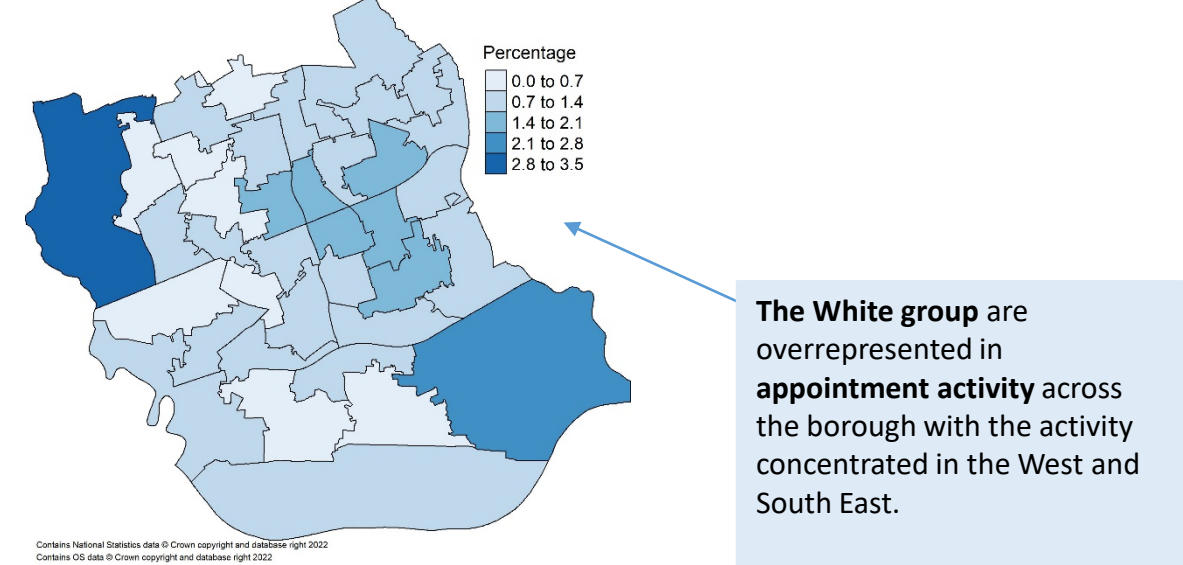 Percentage
0.0 to 0.7
0.7 to 1.4
1.4 to 2.1
2.1 to 2.8
2.8 to 3.5
The White group are
overrepresented in
appointment activity across
the borough with the activity
concentrated in the West and
South East.
Contains National Statistics data © Crown copyright and database right 2022
Contains OS data © Crown copyright and database right 2022